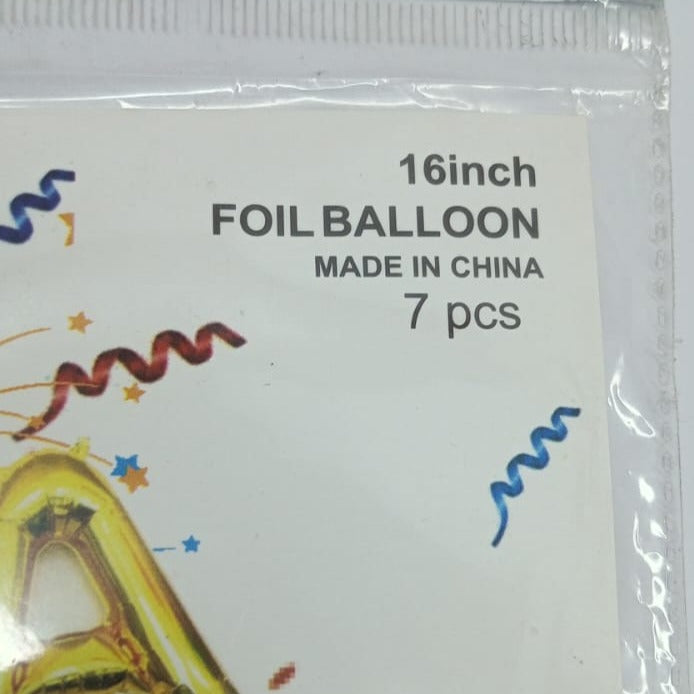 16inch
FOIL BALLOON
MADE IN CHINA
7 pcs